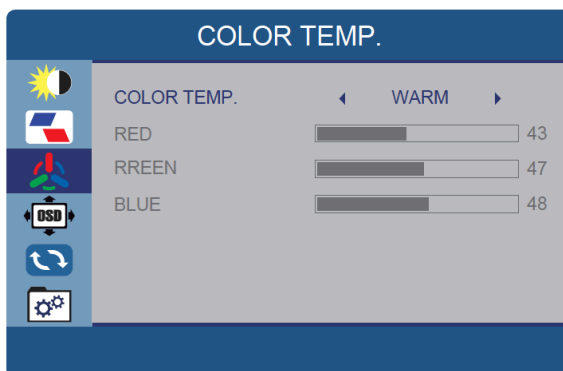 COLOR TEMP.
COLOR TEMP. WARM
RED 43
RREEN 47
BLUE 48
OSD